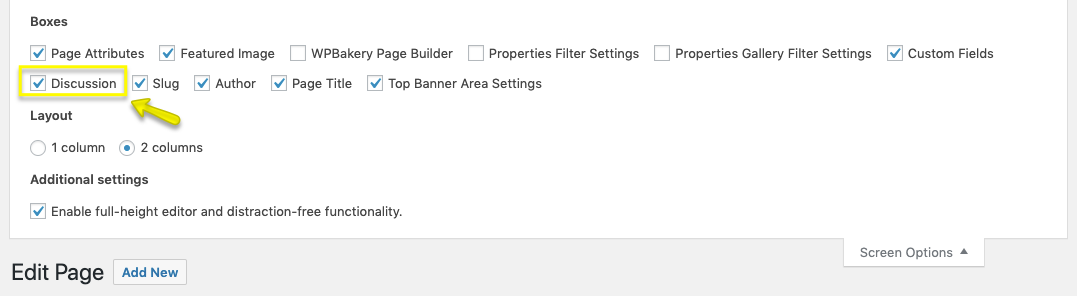 Boxes
Page Attributes Featured Image WPBakery Page Builder Properties Filter Settings Properties Gallery Filter Settings Custom Fields
Discussion Slug Author Page Title Top Banner Area Settings
Layout
1 column 2 columns
Additional settings
Enable full-height editor and distraction-free functionality.
Screen Options
Edit Page Add New